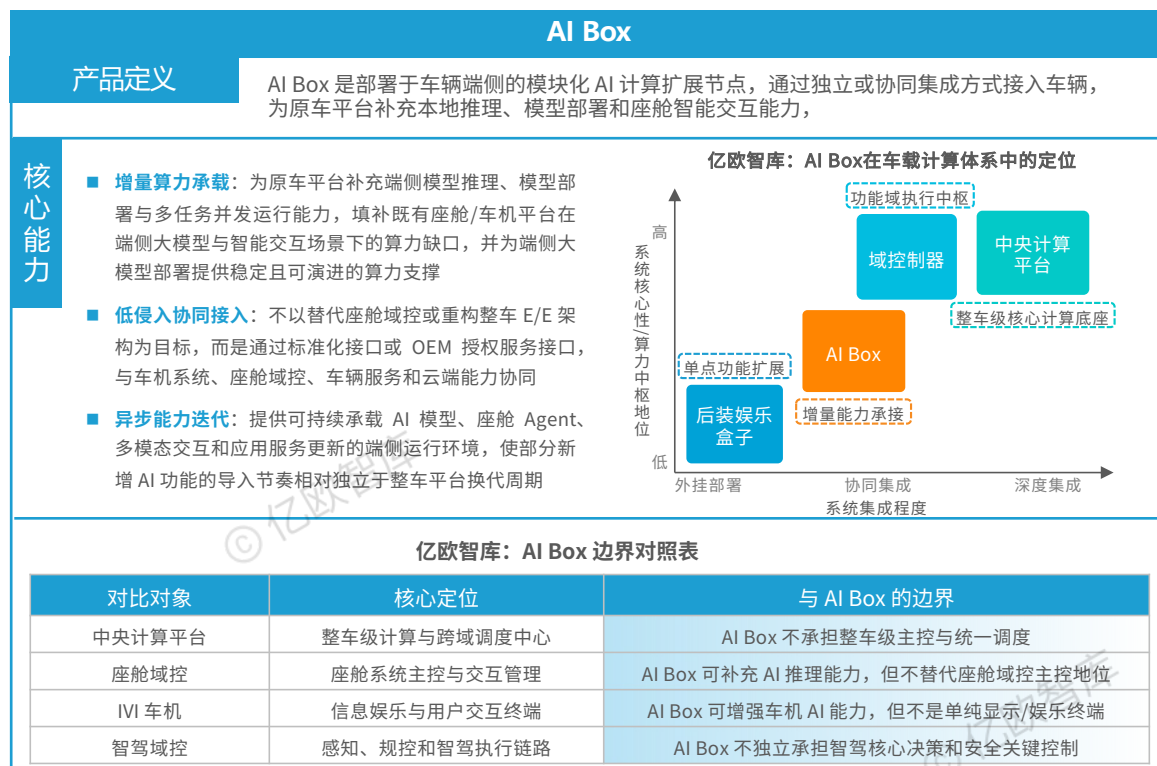 AI Box
产品定义
AI Box 是部署于车辆端侧的模块化 AI 计算扩展节点，通过独立或协同集成方式接入车辆，
为原车平台补充本地推理、模型部署和座舱智能交互能力，
核心能力
■ 增量算力承载：为原车平台补充端侧模型推理、模型部
署与多任务并发运行能力，填补既有座舱/车机平台在
端侧大模型与智能交互场景下的算力缺口，并为端侧大
模型部署提供稳定且可演进的算力支撑
■ 低侵入协同接入：不以替代座舱域控或重构整车 E/E 架
构为目标，而是通过标准化接口或 OEM 授权服务接口，
与车机系统、座舱域控、车辆服务和云端能力协同
■ 异步能力迭代：提供可持续承载 AI 模型、座舱 Agent、
多模态交互和应用服务更新的端侧运行环境，使部分新
增 AI 功能的导入节奏相对独立于整车平台换代周期
亿欧智库：AI Box在车载计算体系中的定位
系统核心性/算力中枢地位
高
低
功能域执行中枢
域控制器
中央计算
平台
整车级核心计算底座
AI Box
单点功能扩展
增量能力承接
后装娱乐
盒子
外挂部署
协同集成
深度集成
系统集成程度
© 亿欧智库
亿欧智库：AI Box 边界对照表
对比对象 核心定位 与 AI Box 的边界
中央计算平台 整车级计算与跨域调度中心 AI Box 不承担整车级主控与统一调度
座舱域控 座舱系统主控与交互管理 AI Box 可补充 AI 推理能力，但不替代座舱域控主控地位
IVI 车机 信息娱乐与用户交互终端 AI Box 可增强车机 AI 能力，但不是单纯显示/娱乐终端
智驾域控 感知、规控和智驾执行链路 AI Box 不独立承担智驾核心决策和安全关键控制
© 亿欧智库